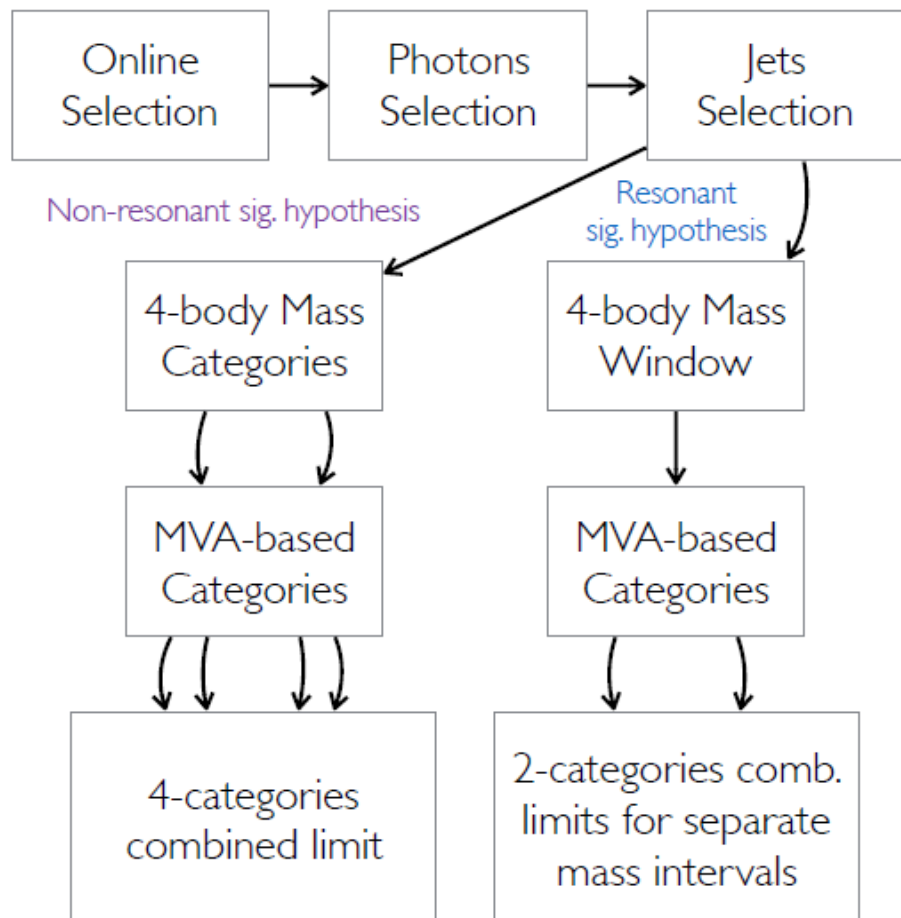 Online
Selection
Photons
Selection
Jets
Selection
Non-resonant sig. hypothesis
Resonant
sig. hypothesis
4-body Mass
Categories
4-body Mass
Window
MVA-based
Categories
MVA-based
Categories
4-categories
combined limit
2-categories comb.
limits for separate
mass intervals